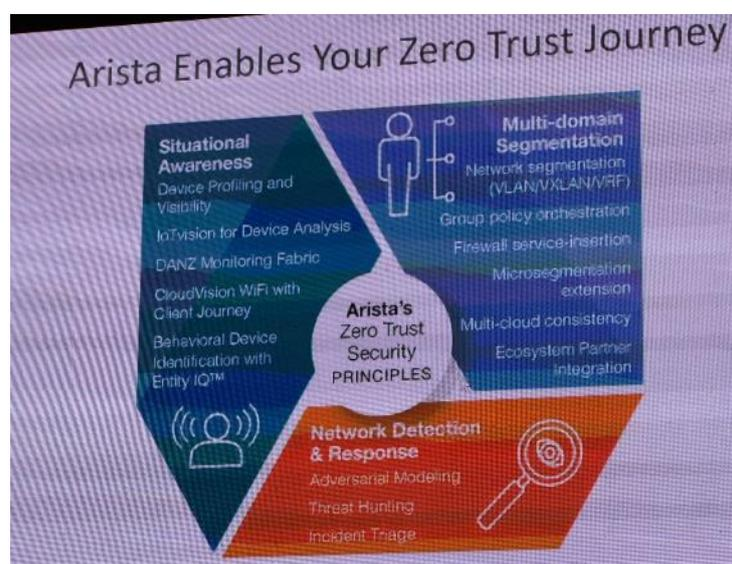 Arista Enables Your Zero Trust Journey
Situational
Awareness
Device Profiling and
Visibility
IoTvision for Device Analysis
DANZ Monitoring Fabric
CloudVision WiFi with
Client Journey
Behavioral Device
Identification with
Entity IQ™
Multi-domain
Segmentation
Network segmentation
(VLAN/VXLAN/VRF)
Group policy orchestration
Firewall service-insertion
Microsegmentation
extension
Multi-cloud consistency
Ecosystem Partner
Integration
Arista's
Zero Trust
Security
PRINCIPLES
Network Detection
& Response
Adversarial Modeling
Threat Hunting
Incident Triage